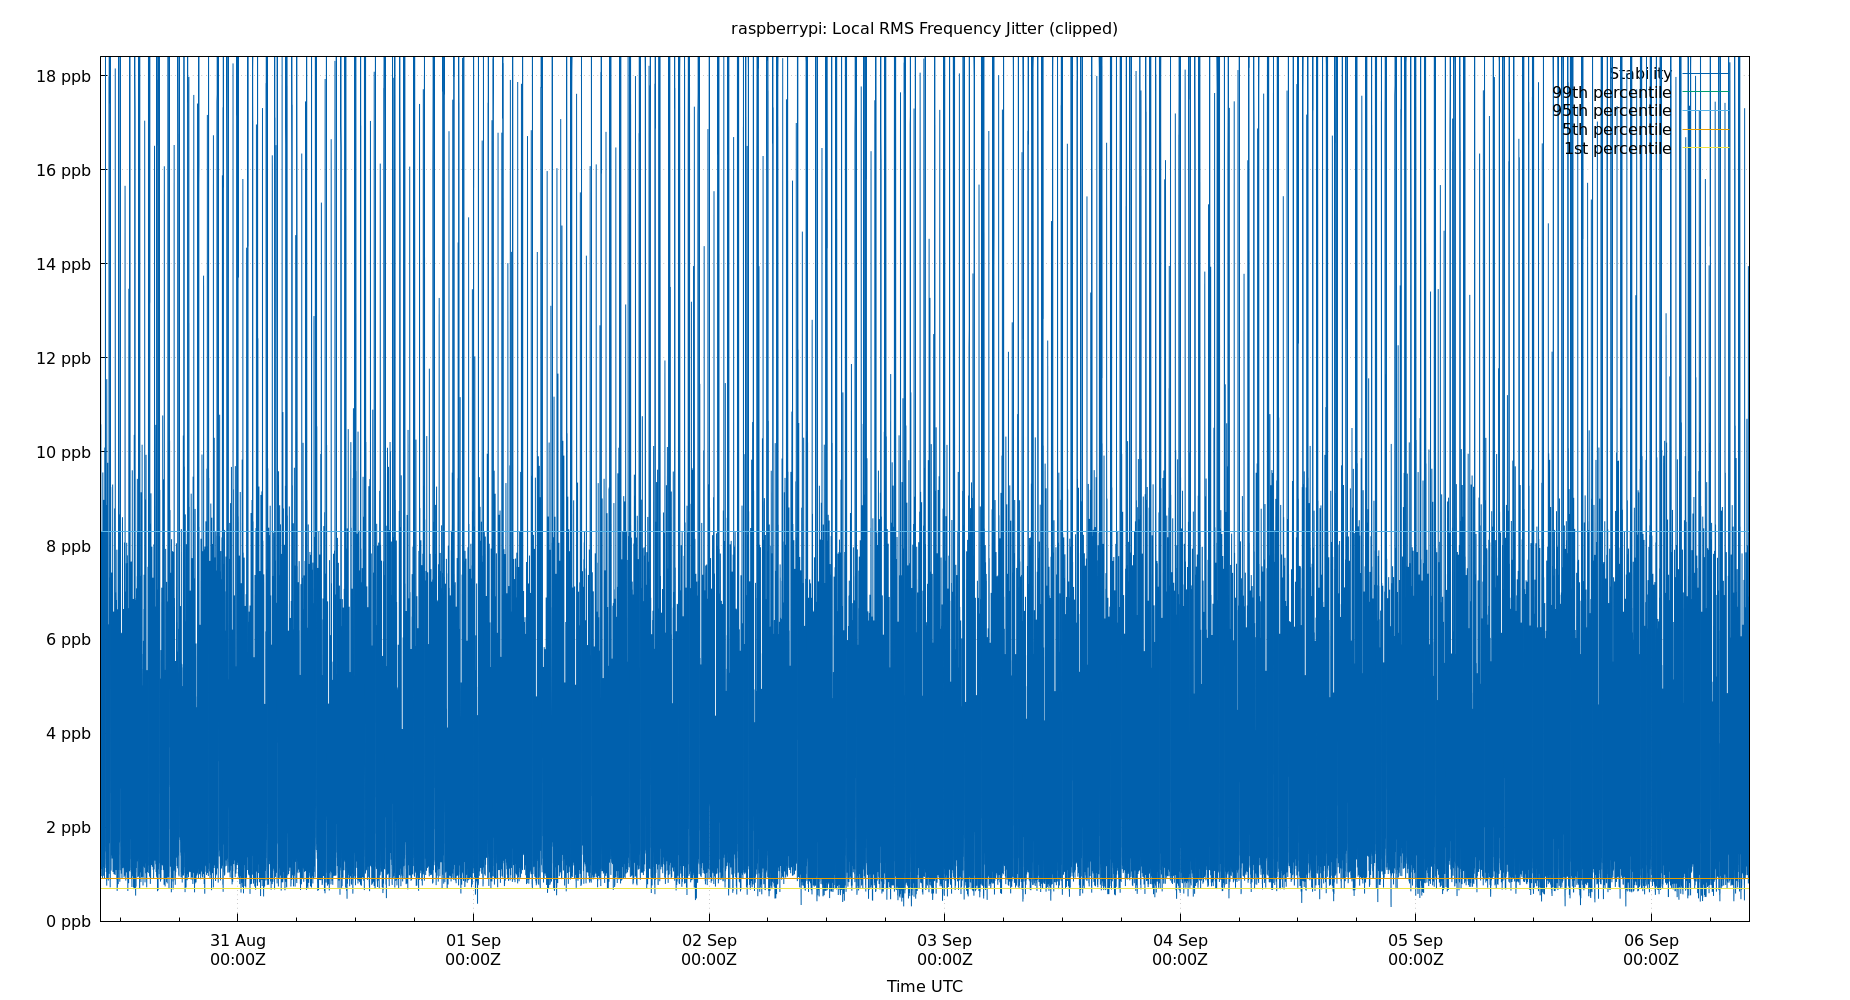 raspberrypi: Local RMS Frequency Jitter (clipped)
18 ppb
16 ppb
14 ppb
12 ppb
10 ppb
8 ppb
6 ppb
4 ppb
2 ppb
0 ppb
Stability
99th percentile
95th percentile
5th percentile
1st percentile
31 Aug 01 Sep 02 Sep 03 Sep 04 Sep 05 Sep 06 Sep
00:00Z 00:00Z 00:00Z 00:00Z 00:00Z 00:00Z 00:00Z
Time UTC